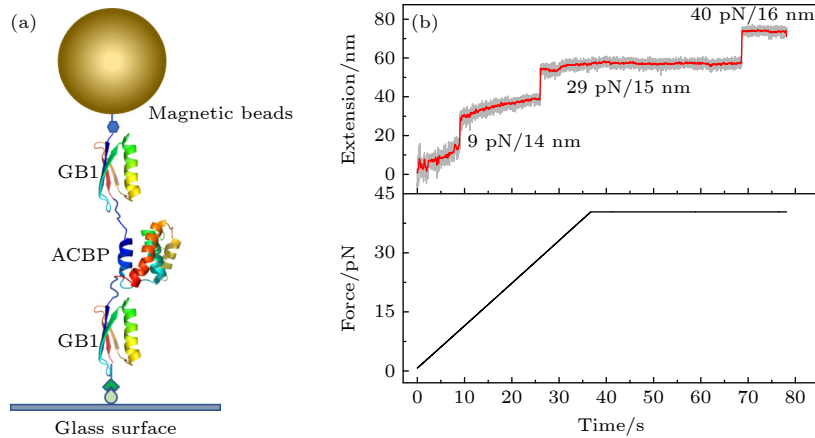 (a)
Magnetic beads
GB1
ACBP
GB1
Glass surface
(b)
Extension/nm
80
60
40
20
0
9 pN/14 nm
29 pN/15 nm
40 pN/16 nm
Force/pN
45
30
15
0
0 10 20 30 40 50 60 70 80
Time/s